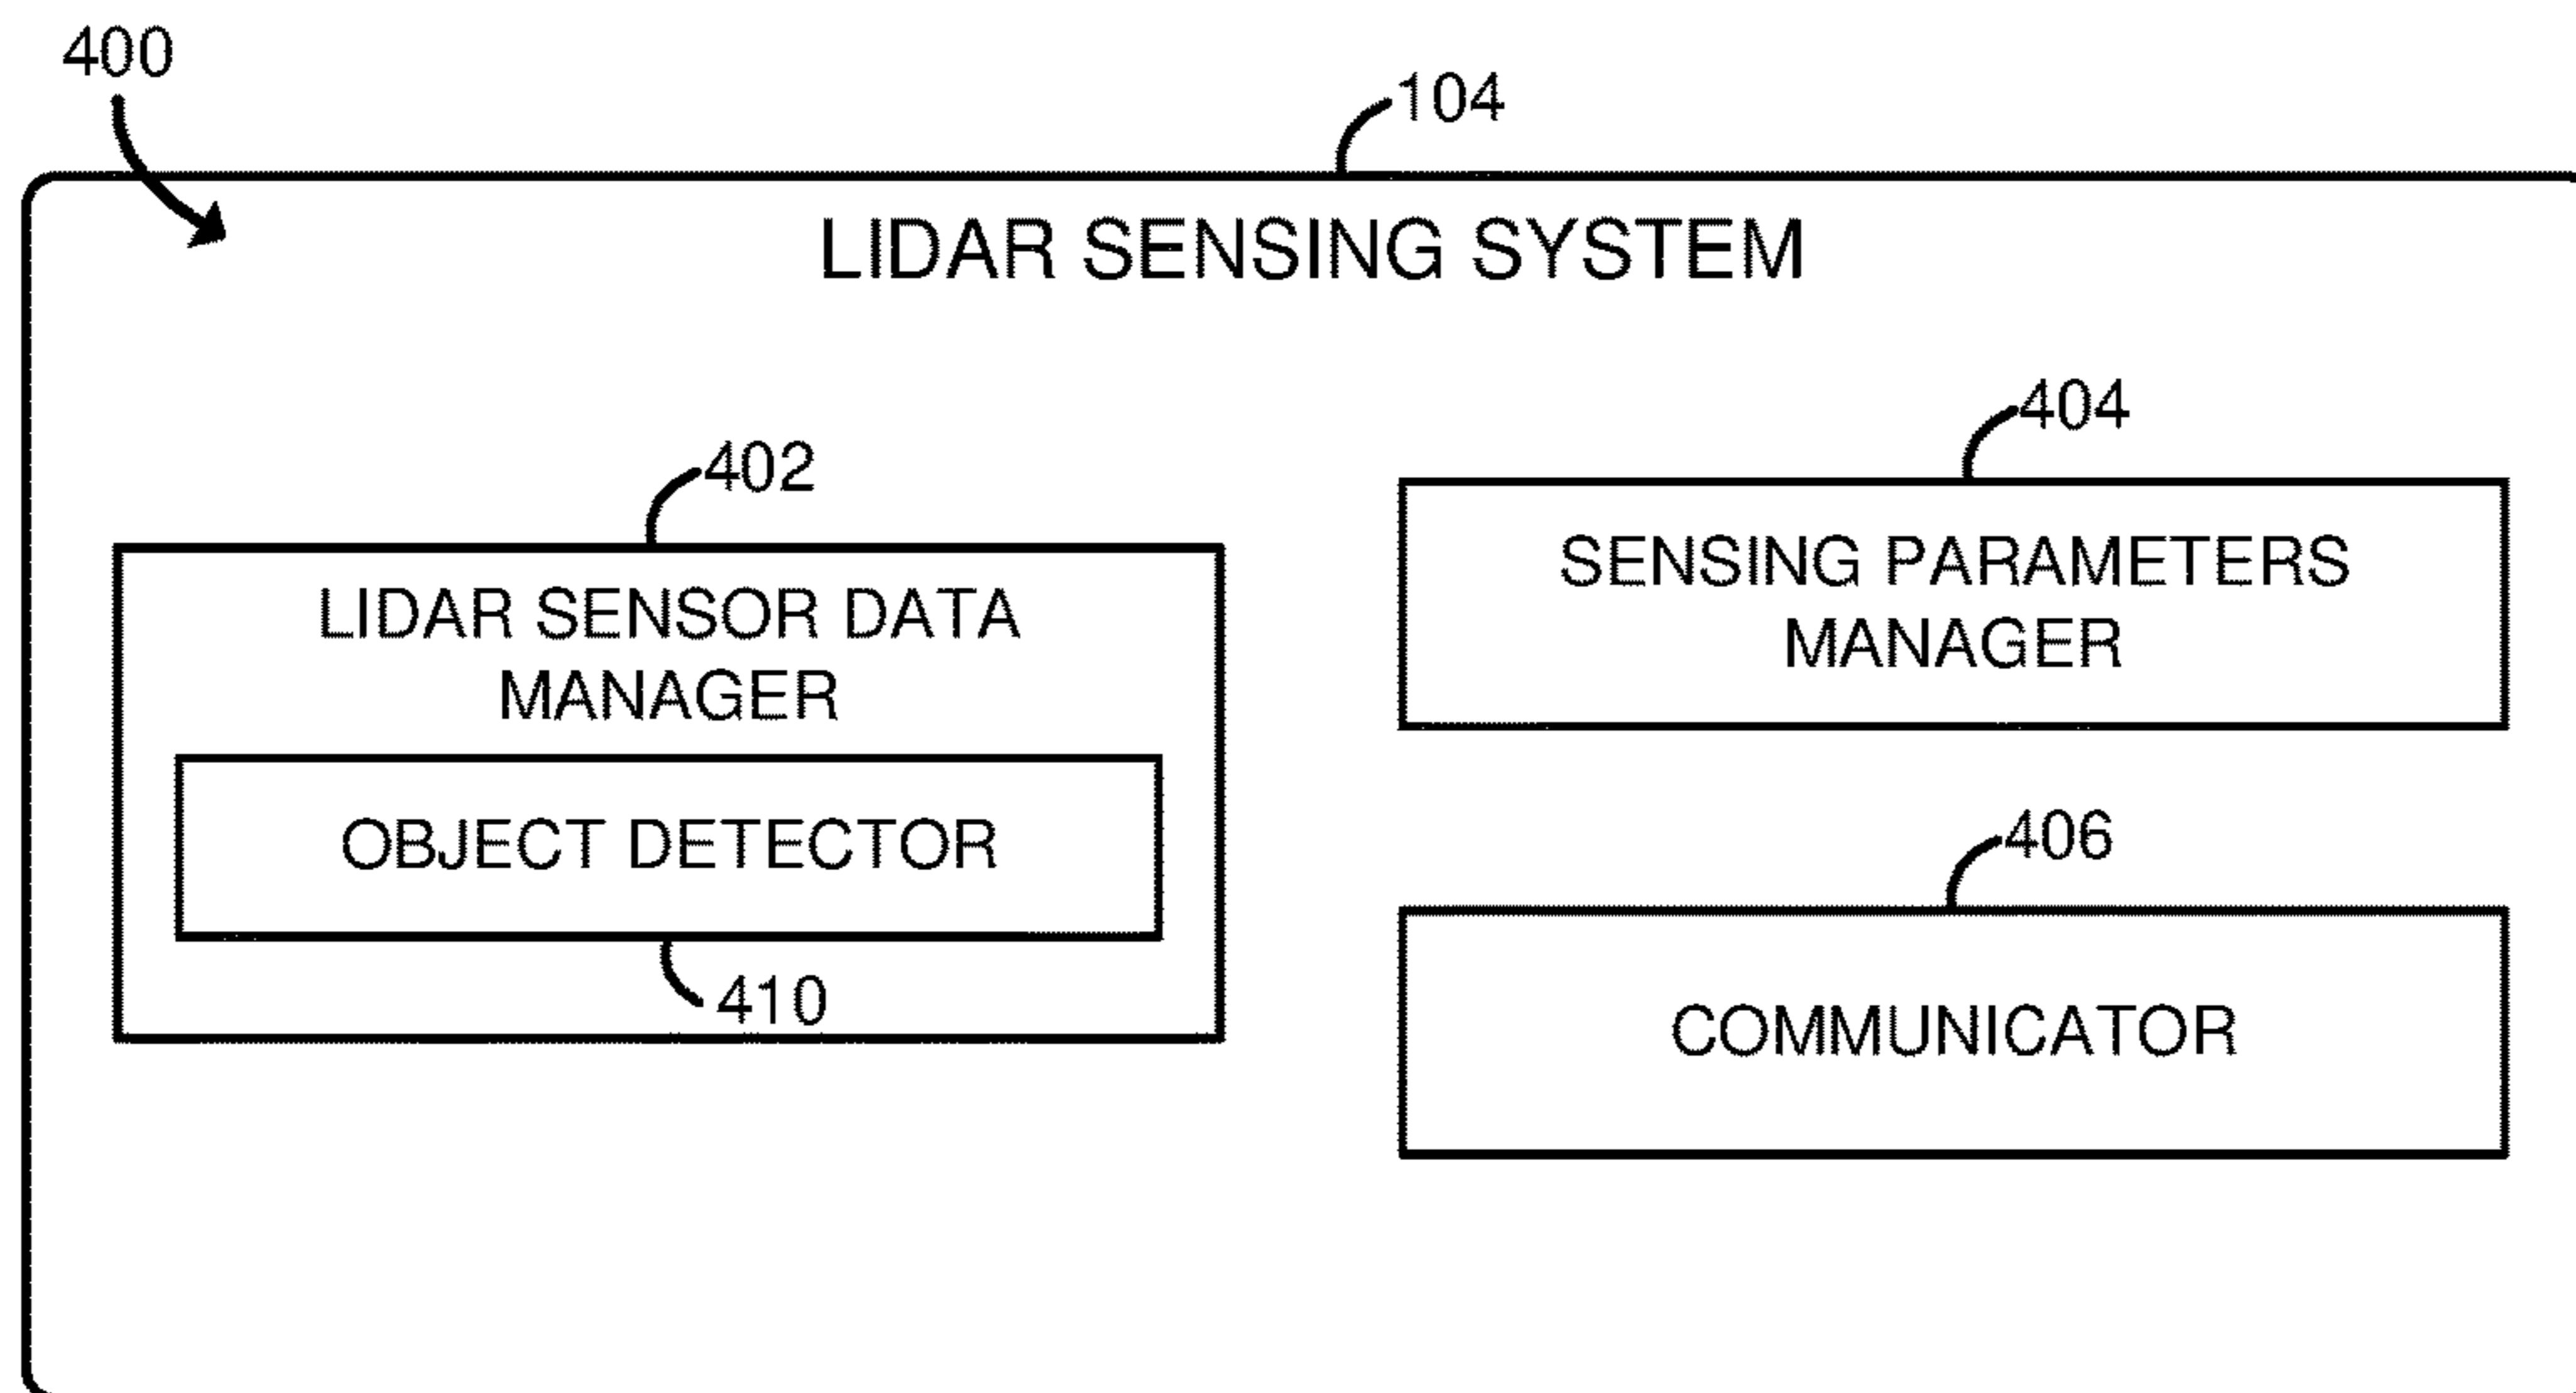 400
104
LIDAR SENSING SYSTEM
402
LIDAR SENSOR DATA
MANAGER
OBJECT DETECTOR
410
404
SENSING PARAMETERS
MANAGER
406
COMMUNICATOR